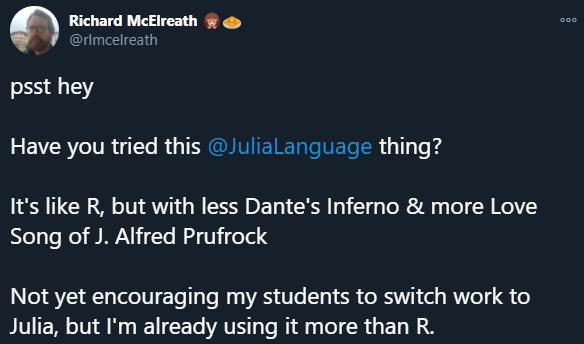 Richard McElreath
@rlmcelreath
psst hey
Have you tried this @JuliaLanguage thing?
It's like R, but with less Dante's Inferno & more Love
Song of J. Alfred Prufrock
Not yet encouraging my students to switch work to
Julia, but I'm already using it more than R.